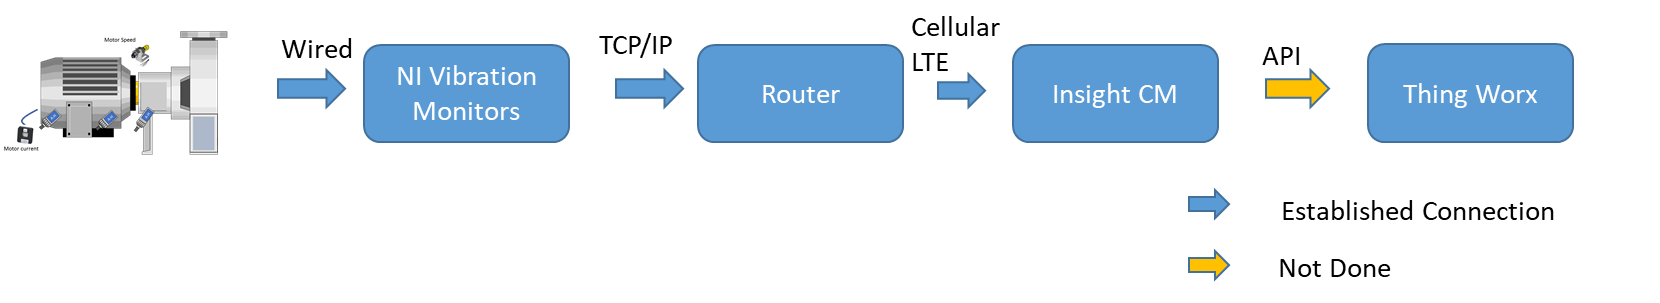 Motor Speed
Motor current
Wired
NI Vibration
Monitors
TCP/IP
Router
Cellular
LTE
Insight CM
API
Thing Worx
Established Connection
Not Done